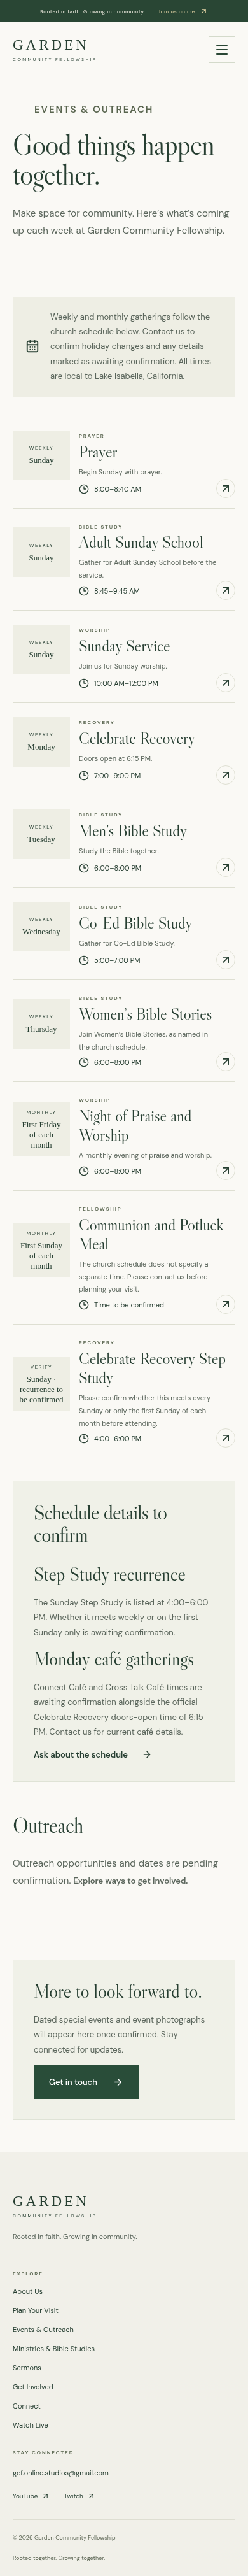 Rooted in faith. Growing in community. Join us online
GARDEN
COMMUNITY FELLOWSHIP
EVENTS & OUTREACH
Good things happen
together.
Make space for community. Here's what's coming
up each week at Garden Community Fellowship.
Weekly and monthly gatherings follow the
church schedule below. Contact us to
confirm holiday changes and any details
marked as awaiting confirmation. All times
are local to Lake Isabella, California.
WEEKLY
Sunday
PRAYER
Prayer
Begin Sunday with prayer.
8:00–8:40 AM
WEEKLY
Sunday
BIBLE STUDY
Adult Sunday School
Gather for Adult Sunday School before the
service.
8:45–9:45 AM
WEEKLY
Sunday
WORSHIP
Sunday Service
Join us for Sunday worship.
10:00 AM–12:00 PM
WEEKLY
Monday
RECOVERY
Celebrate Recovery
Doors open at 6:15 PM.
7:00–9:00 PM
WEEKLY
Tuesday
BIBLE STUDY
Men's Bible Study
Study the Bible together.
6:00–8:00 PM
WEEKLY
Wednesday
BIBLE STUDY
Co-Ed Bible Study
Gather for Co-Ed Bible Study.
5:00–7:00 PM
WEEKLY
Thursday
BIBLE STUDY
Women's Bible Stories
Join Women's Bible Stories, as named in
the church schedule.
6:00–8:00 PM
MONTHLY
First Friday
of each
month
WORSHIP
Night of Praise and
Worship
A monthly evening of praise and worship.
6:00–8:00 PM
MONTHLY
First Sunday
of each
month
FELLOWSHIP
Communion and Potluck
Meal
The church schedule does not specify a
separate time. Please contact us before
planning your visit.
Time to be confirmed
VERIFY
Sunday ·
recurrence to
be confirmed
RECOVERY
Celebrate Recovery Step
Study
Please confirm whether this meets every
Sunday or only the first Sunday of each
month before attending.
4:00–6:00 PM
Schedule details to
confirm
Step Study recurrence
The Sunday Step Study is listed at 4:00–6:00
PM. Whether it meets weekly or on the first
Sunday only is awaiting confirmation.
Monday café gatherings
Connect Café and Cross Talk Café times are
awaiting confirmation alongside the official
Celebrate Recovery doors-open time of 6:15
PM. Contact us for current café details.
Ask about the schedule
Outreach
Outreach opportunities and dates are pending
confirmation. Explore ways to get involved.
More to look forward to.
Dated special events and event photographs
will appear here once confirmed. Stay
connected for updates.
Get in touch
GARDEN
COMMUNITY FELLOWSHIP
Rooted in faith. Growing in community.
EXPLORE
About Us
Plan Your Visit
Events & Outreach
Ministries & Bible Studies
Sermons
Get Involved
Connect
Watch Live
STAY CONNECTED
gcf.online.studios@gmail.com
YouTube Twitch
© 2026 Garden Community Fellowship
Rooted together. Growing together.